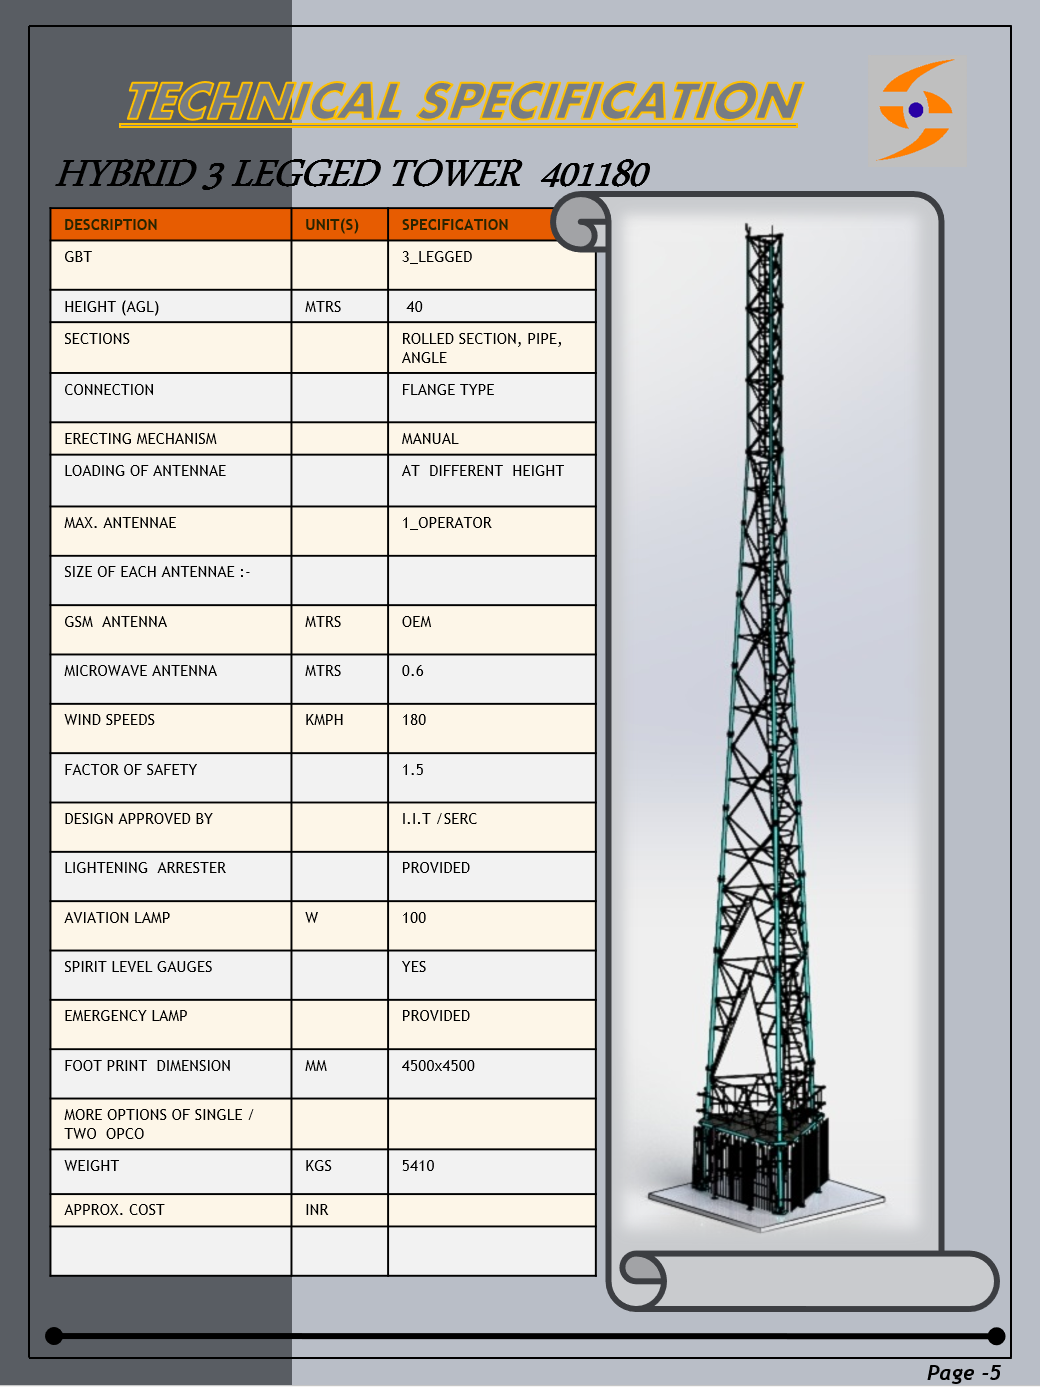 TECHNICAL SPECIFICATION
HYBRID 3 LEGGED TOWER 401180
DESCRIPTION UNIT(S) SPECIFICATION
GBT 3_LEGGED
HEIGHT (AGL) MTRS 40
SECTIONS ROLLED SECTION, PIPE,
ANGLE
CONNECTION FLANGE TYPE
ERECTING MECHANISM MANUAL
LOADING OF ANTENNAE AT DIFFERENT HEIGHT
MAX. ANTENNAE 1_OPERATOR
SIZE OF EACH ANTENNAE :-
GSM ANTENNA MTRS OEM
MICROWAVE ANTENNA MTRS 0.6
WIND SPEEDS KMPH 180
FACTOR OF SAFETY 1.5
DESIGN APPROVED BY I.I.T /SERC
LIGHTENING ARRESTER PROVIDED
AVIATION LAMP W 100
SPIRIT LEVEL GAUGES YES
EMERGENCY LAMP PROVIDED
FOOT PRINT DIMENSION MM 4500x4500
MORE OPTIONS OF SINGLE /
TWO OPCO
WEIGHT KGS 5410
APPROX. COST INR
Page -5